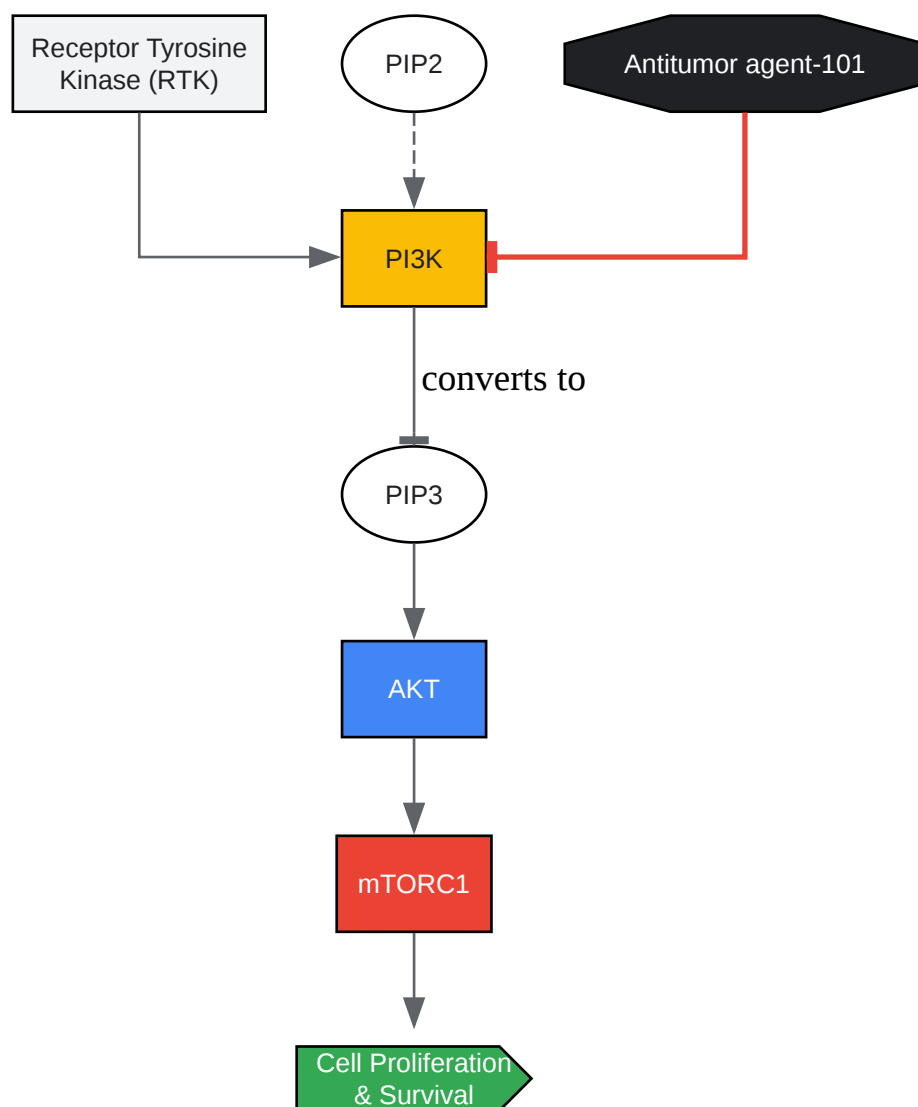 Receptor Tyrosine
Kinase (RTK)
PIP2
Antitumor agent-101
PI3K
converts to
PIP3
AKT
mTORC1
Cell Proliferation
& Survival